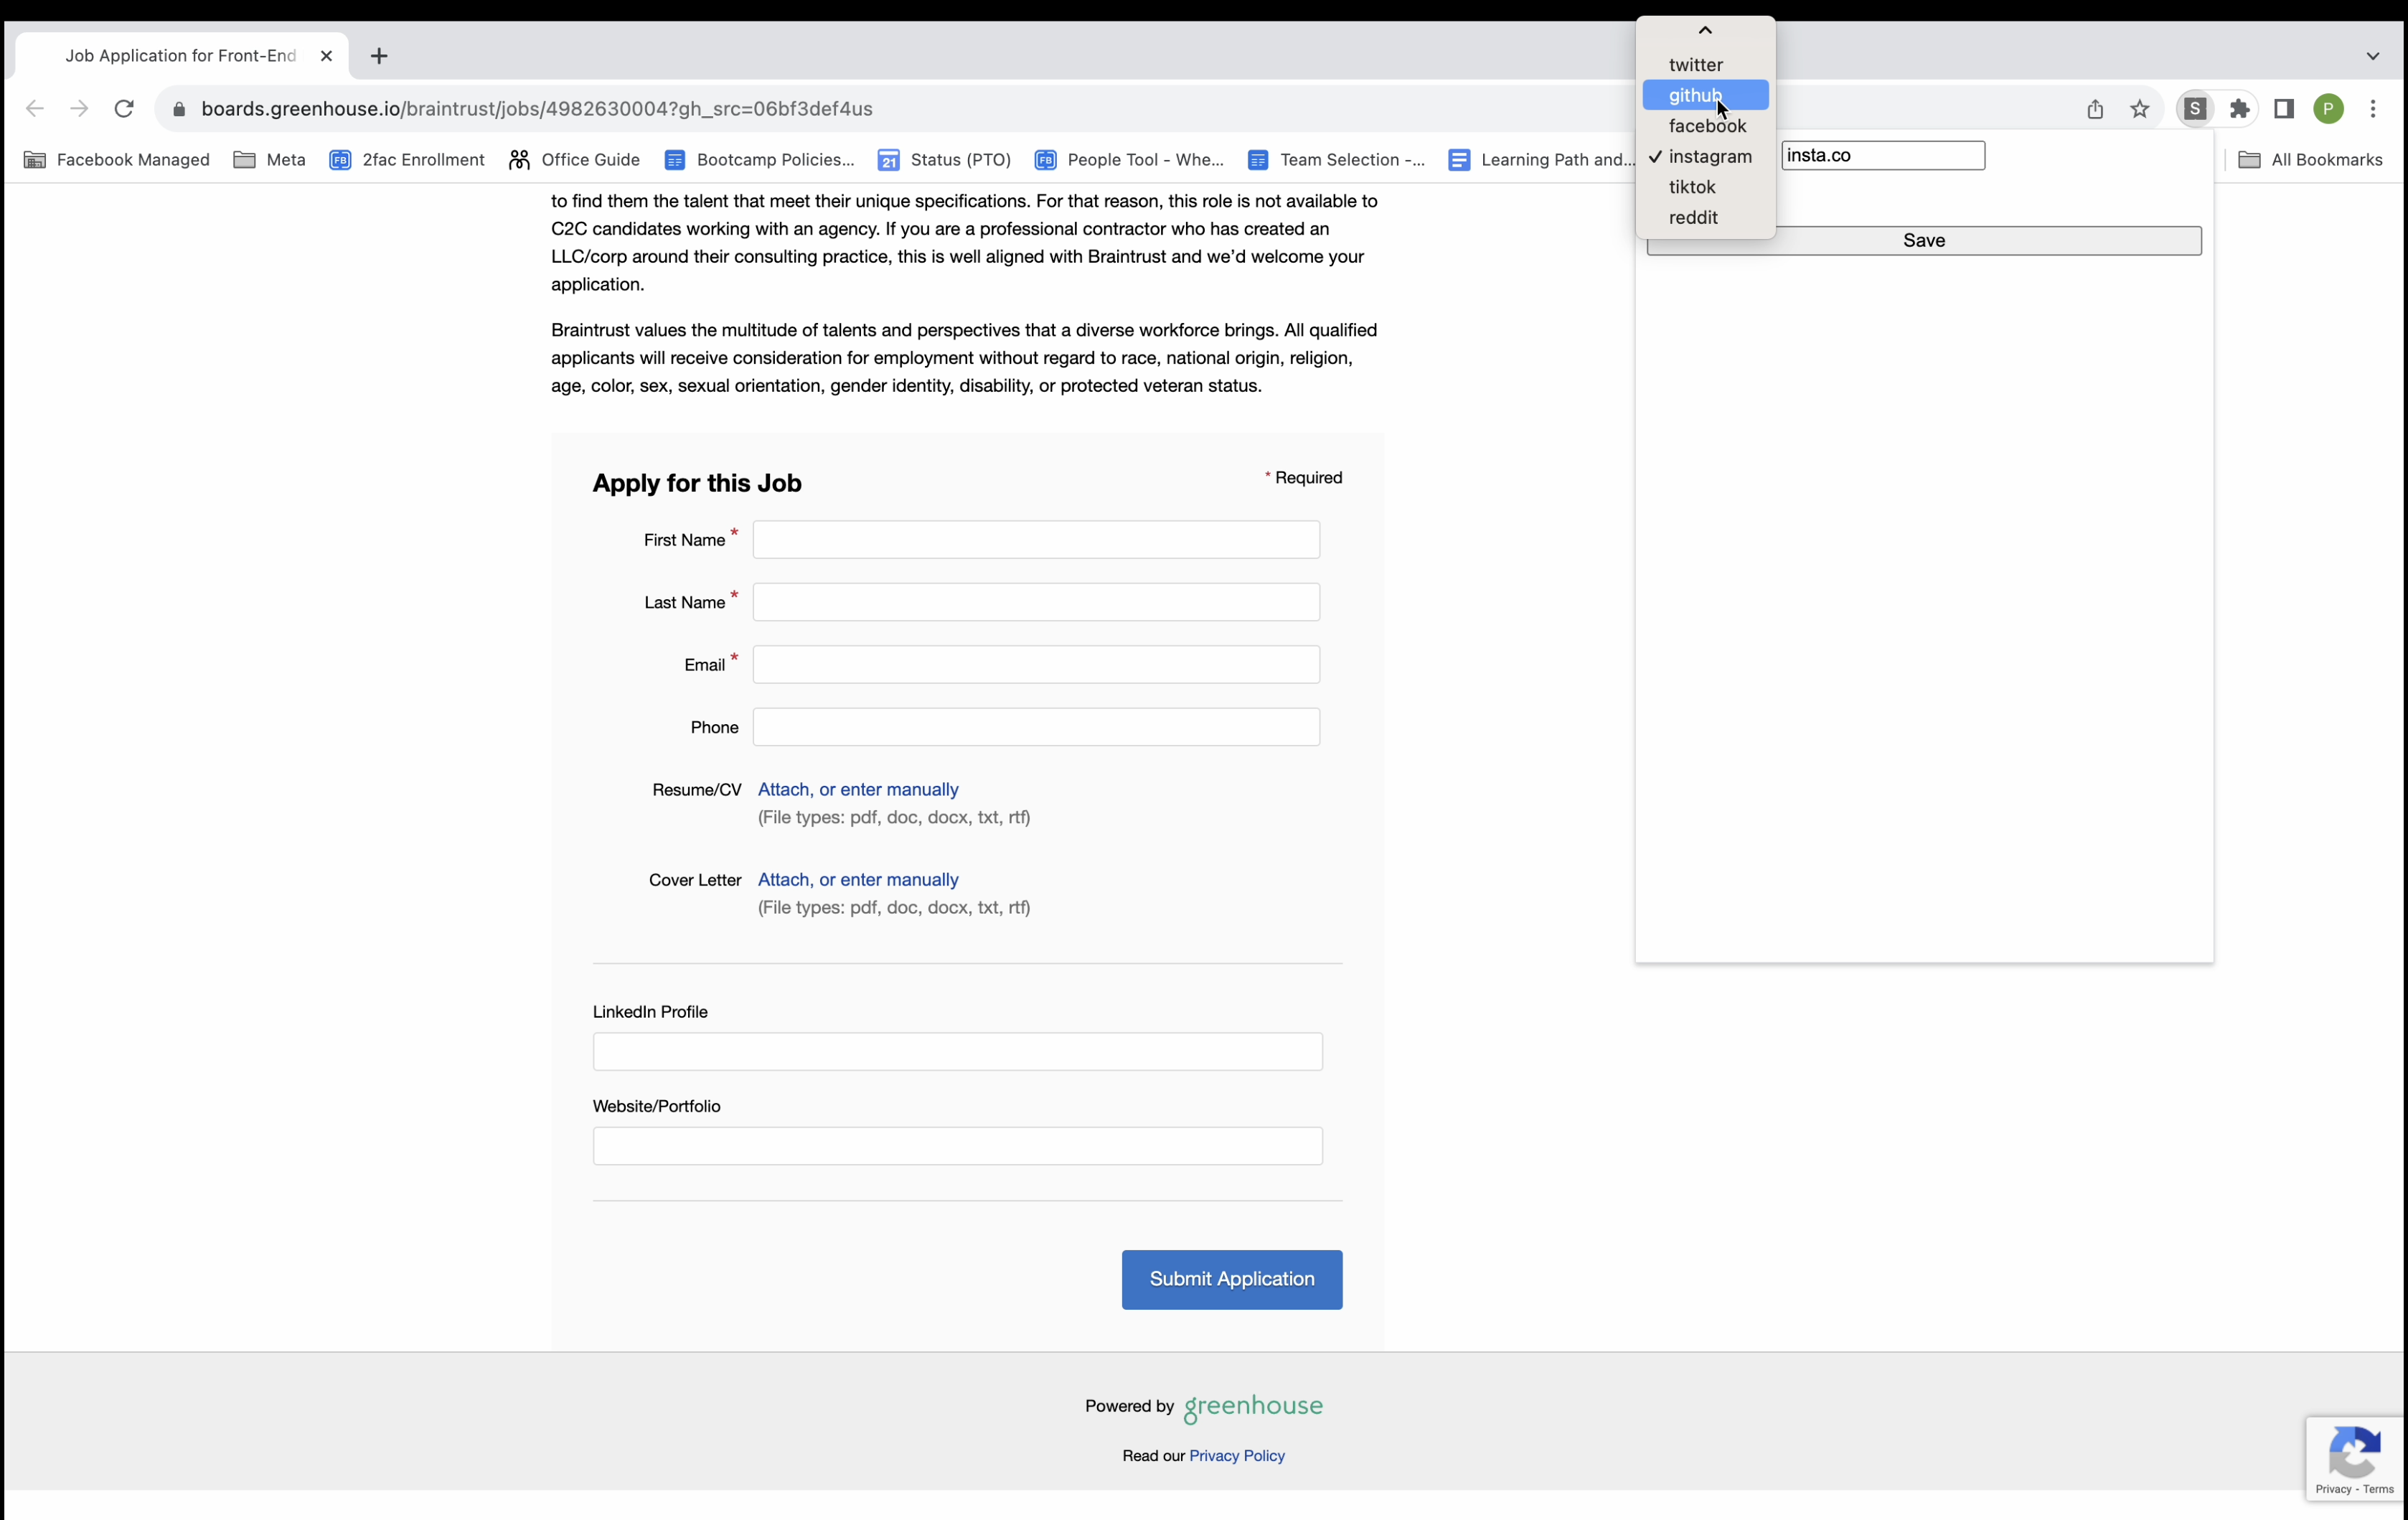 Job Application for Front-End
boards.greenhouse.io/braintrust/jobs/4982630004?gh_src=06bf3def4us
S
P
Facebook Managed
Meta
2fac Enrollment
Office Guide
Bootcamp Policies...
21
Status (PTO)
People Tool - Whe...
Team Selection -...
Learning Path and...
All Bookmarks
twitter
github
facebook
✓ instagram
tiktok
reddit
insta.co
Save
to find them the talent that meet their unique specifications. For that reason, this role is not available to
C2C candidates working with an agency. If you are a professional contractor who has created an
LLC/corp around their consulting practice, this is well aligned with Braintrust and we’d welcome your
application.
Braintrust values the multitude of talents and perspectives that a diverse workforce brings. All qualified
applicants will receive consideration for employment without regard to race, national origin, religion,
age, color, sex, sexual orientation, gender identity, disability, or protected veteran status.
Apply for this Job
* Required
First Name *
Last Name *
Email *
Phone
Resume/CV Attach, or enter manually
(File types: pdf, doc, docx, txt, rtf)
Cover Letter Attach, or enter manually
(File types: pdf, doc, docx, txt, rtf)
LinkedIn Profile
Website/Portfolio
Submit Application
Powered by greenhouse
Read our Privacy Policy
Privacy - Terms